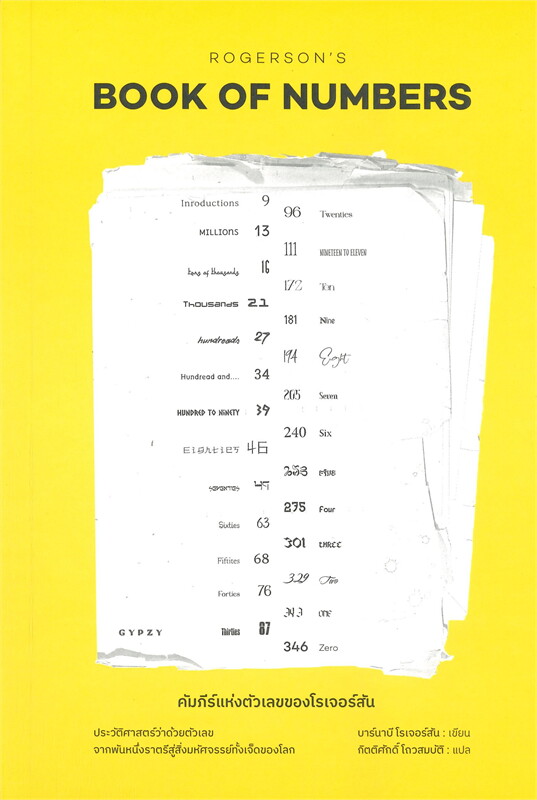 ROGERSON'S
BOOK OF NUMBERS
Inroductions 9
MILLIONS 13
tens of thousands 16
Thousands 21
hundreads 27
Hundread and.... 34
HUNDRED TO NINETY 39
Eighties 46
seventies 49
Sixties 63
Fiftites 68
Forties 76
Thirties 87
96 Twenties
111 NINETEEN TO ELEVEN
172 Ten
181 Nine
194 Eight
205 Seven
240 Six
253 Five
275 Four
301 THREE
329 Two
343 one
346 Zero
GYPZY
คัมภีร์แห่งตัวเลขของโรเจอร์สัน
ประวัติศาสตร์ว่าด้วยตัวเลข
จากพันหนึ่งราตรีสู่สิ่งมหัศจรรย์ทั้งเจ็ดของโลก
บาร์นาบี โรเจอร์สัน : เขียน
กิตติศักดิ์ โถวสมบัติ : แปล